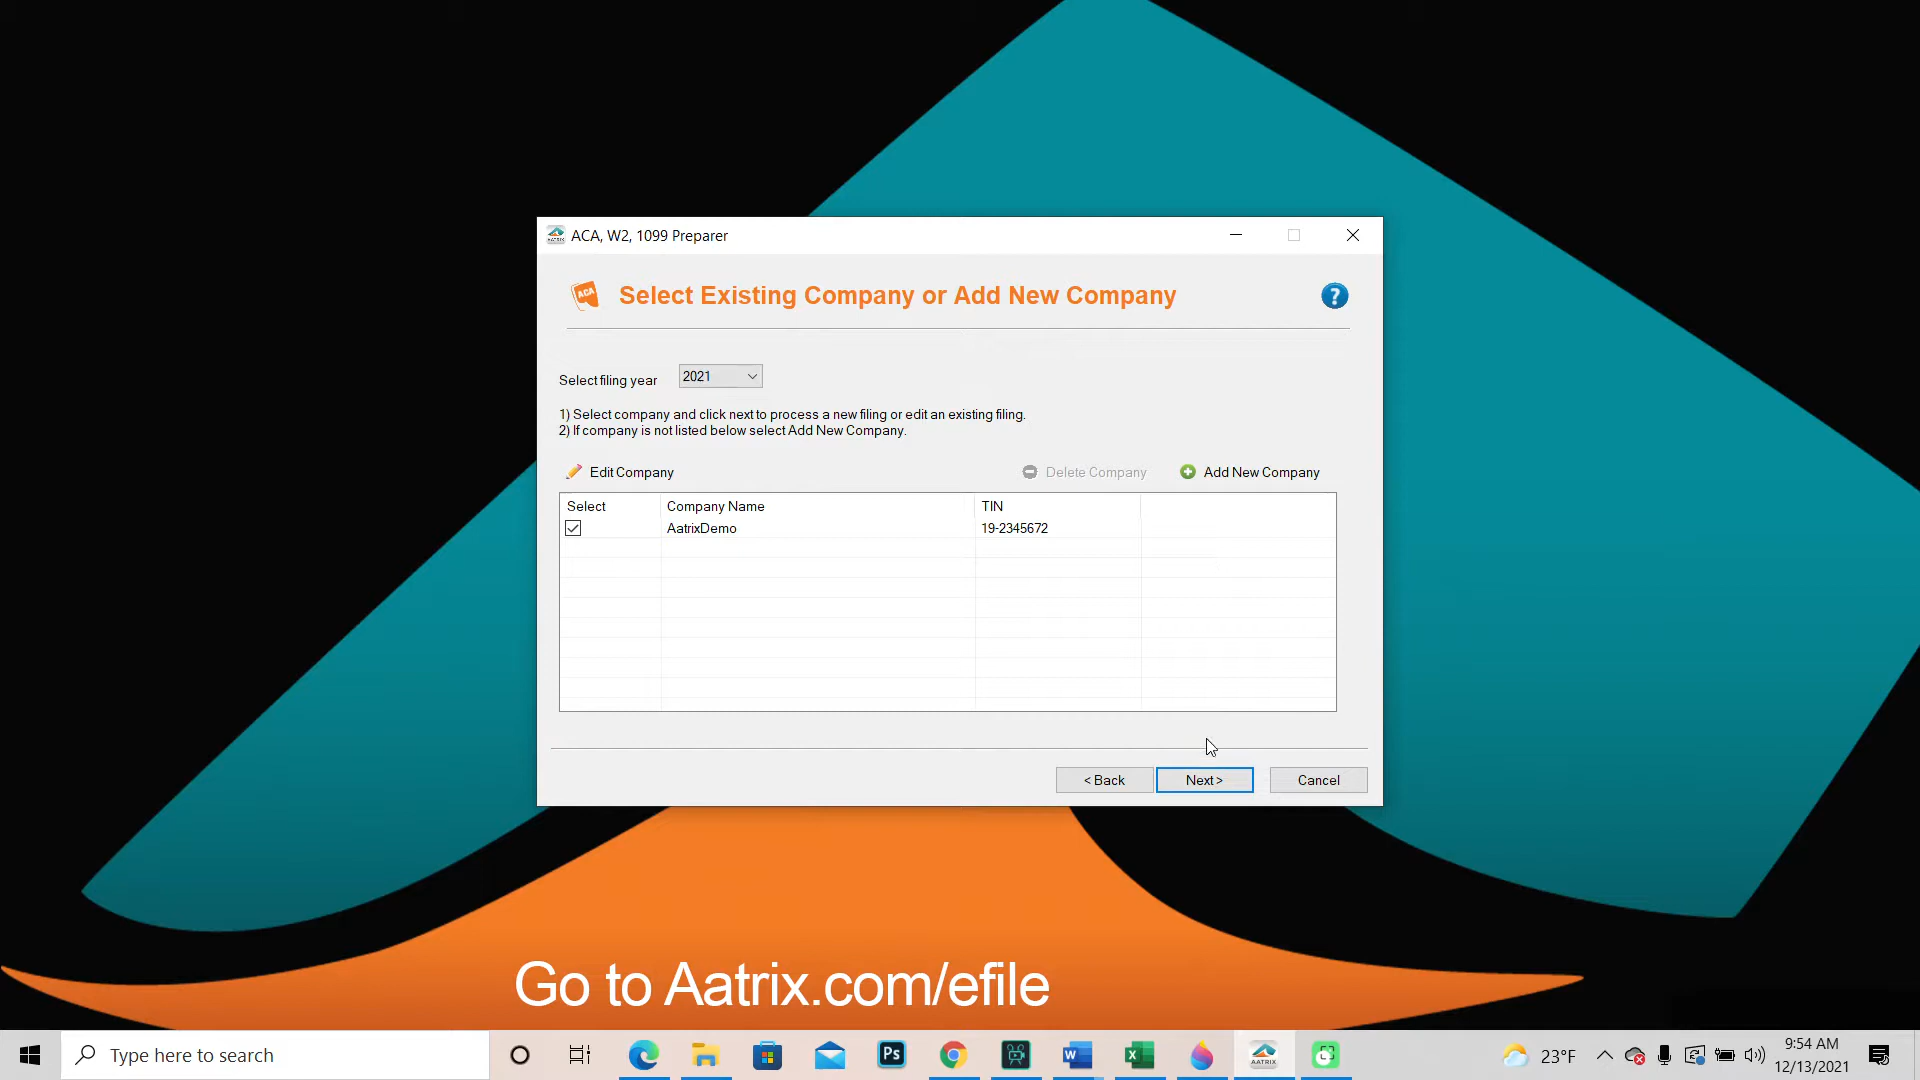 ACA, W2, 1099 Preparer
ACA
Select Existing Company or Add New Company
?
Select filing year
2021
1) Select company and click next to process a new filing or edit an existing filing.
2) If company is not listed below select Add New Company.
Edit Company
Delete Company
Add New Company
Select
Company Name
TIN
AatrixDemo
19-2345672
< Back
Next >
Cancel
Go to Aatrix.com/efile
Type here to search
Ps
W
X
AATRIX
23°F
9:54 AM
12/13/2021